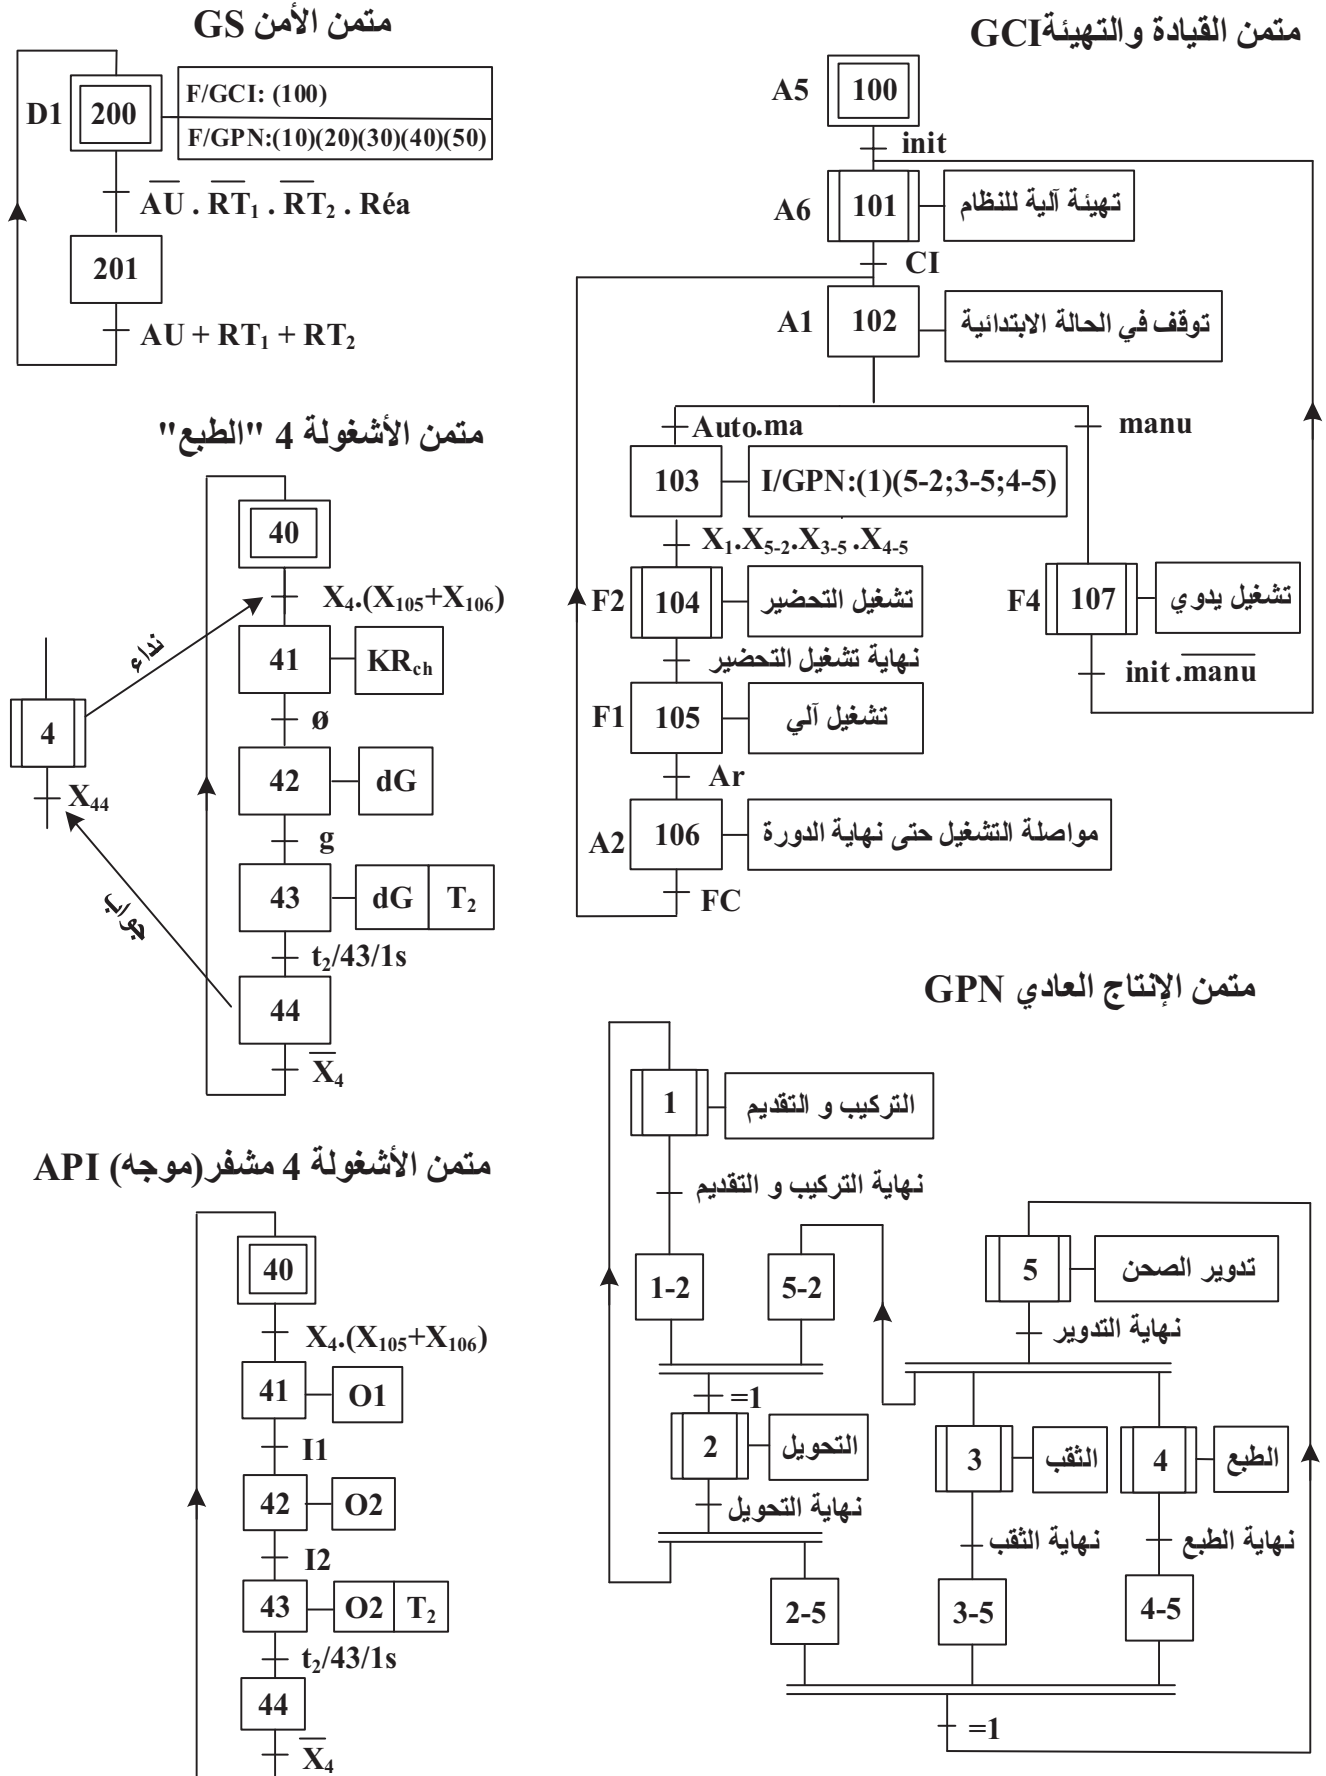 متمن الأمن GS
D1
200
F/GCI: (100)
F/GPN:(10)(20)(30)(40)(50)
A̅U̅ . R̅T̅₁ . R̅T̅₂ . Réa
201
AU + RT₁ + RT₂
متمن القيادة والتهيئة GCI
A5
100
init
A6
101
تهيئة آلية للنظام
CI
A1
102
توقف في الحالة الابتدائية
Auto.ma
manu
103
I/GPN:(1)(5-2;3-5;4-5)
X₁.X₅₋₂.X₃₋₅.X₄₋₅
F2
104
تشغيل التحضير
نهاية تشغيل التحضير
F4
107
تشغيل يدوي
init.m̅a̅n̅u̅
F1
105
تشغيل آلي
Ar
A2
106
مواصلة التشغيل حتى نهاية الدورة
FC
متمن الأشغولة 4 "الطبع"
40
X₄.(X₁₀₅+X₁₀₆)
نداء
41
KRch
4
ø
X₄₄
42
dG
g
43
dG
T₂
جواب
t₂/43/1s
44
X̅₄
متمن الإنتاج العادي GPN
1
التركيب و التقديم
نهاية التركيب و التقديم
1-2
5-2
5
تدوير الصحن
نهاية التدوير
=1
2
التحويل
نهاية التحويل
3
الثقب
نهاية الثقب
4
الطبع
نهاية الطبع
2-5
3-5
4-5
=1
متمن الأشغولة 4 مشفر(موجه) API
40
X₄.(X₁₀₅+X₁₀₆)
41
O1
I1
42
O2
I2
43
O2
T₂
t₂/43/1s
44
X̅₄